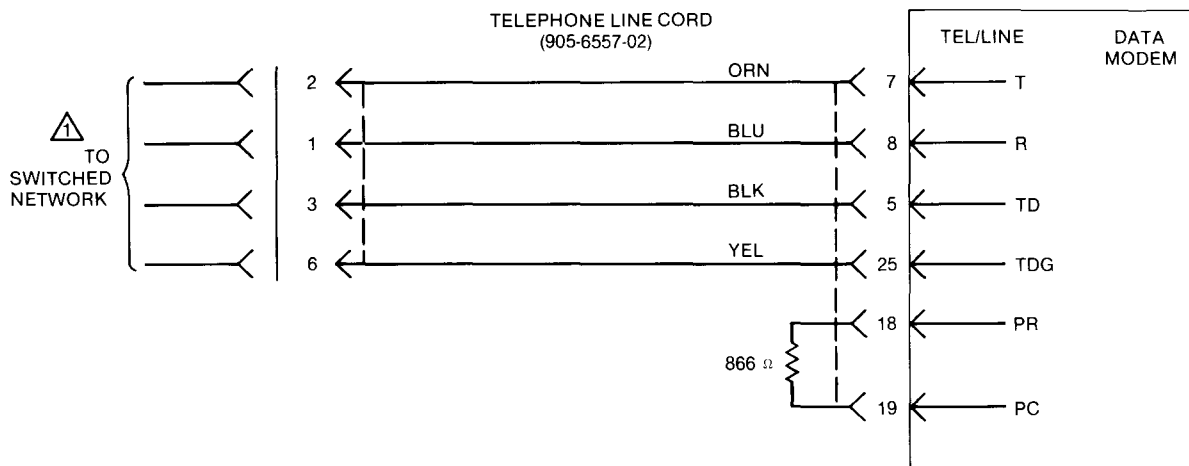 TELEPHONE LINE CORD
(905-6557-02)
TEL/LINE
DATA
MODEM
2 ORN 7 T
1
TO
SWITCHED
NETWORK
1 BLU 8 R
3 BLK 5 TD
6 YEL 25 TDG
18 PR
866 Ω
19 PC